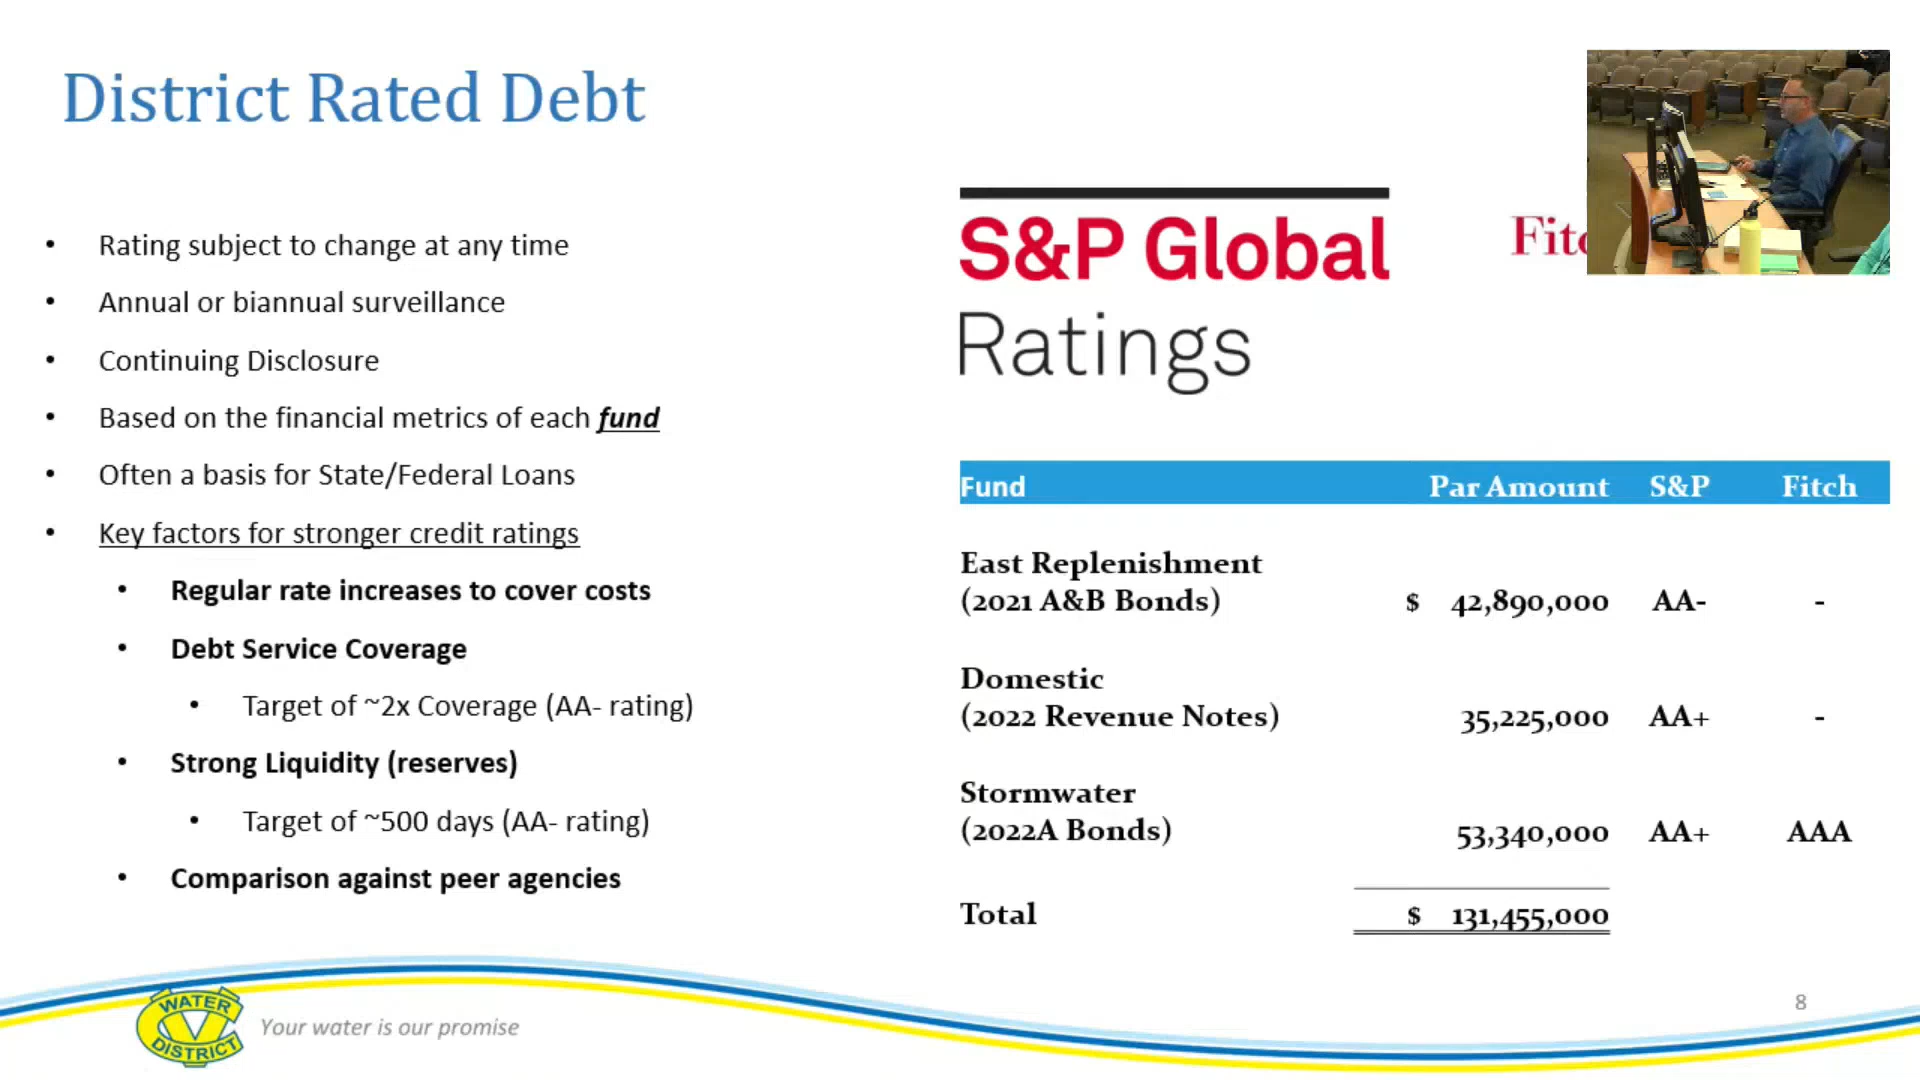 District Rated Debt
• Rating subject to change at any time
• Annual or biannual surveillance
• Continuing Disclosure
• Based on the financial metrics of each fund
• Often a basis for State/Federal Loans
• Key factors for stronger credit ratings
• Regular rate increases to cover costs
• Debt Service Coverage
• Target of ~2x Coverage (AA- rating)
• Strong Liquidity (reserves)
• Target of ~500 days (AA- rating)
• Comparison against peer agencies
S&P Global
Ratings
Fund Par Amount S&P Fitch
East Replenishment
(2021 A&B Bonds) $ 42,890,000 AA- -
Domestic
(2022 Revenue Notes) 35,225,000 AA+ -
Stormwater
(2022A Bonds) 53,340,000 AA+ AAA
Total $ 131,455,000
WATER
CV
DISTRICT
Your water is our promise
8